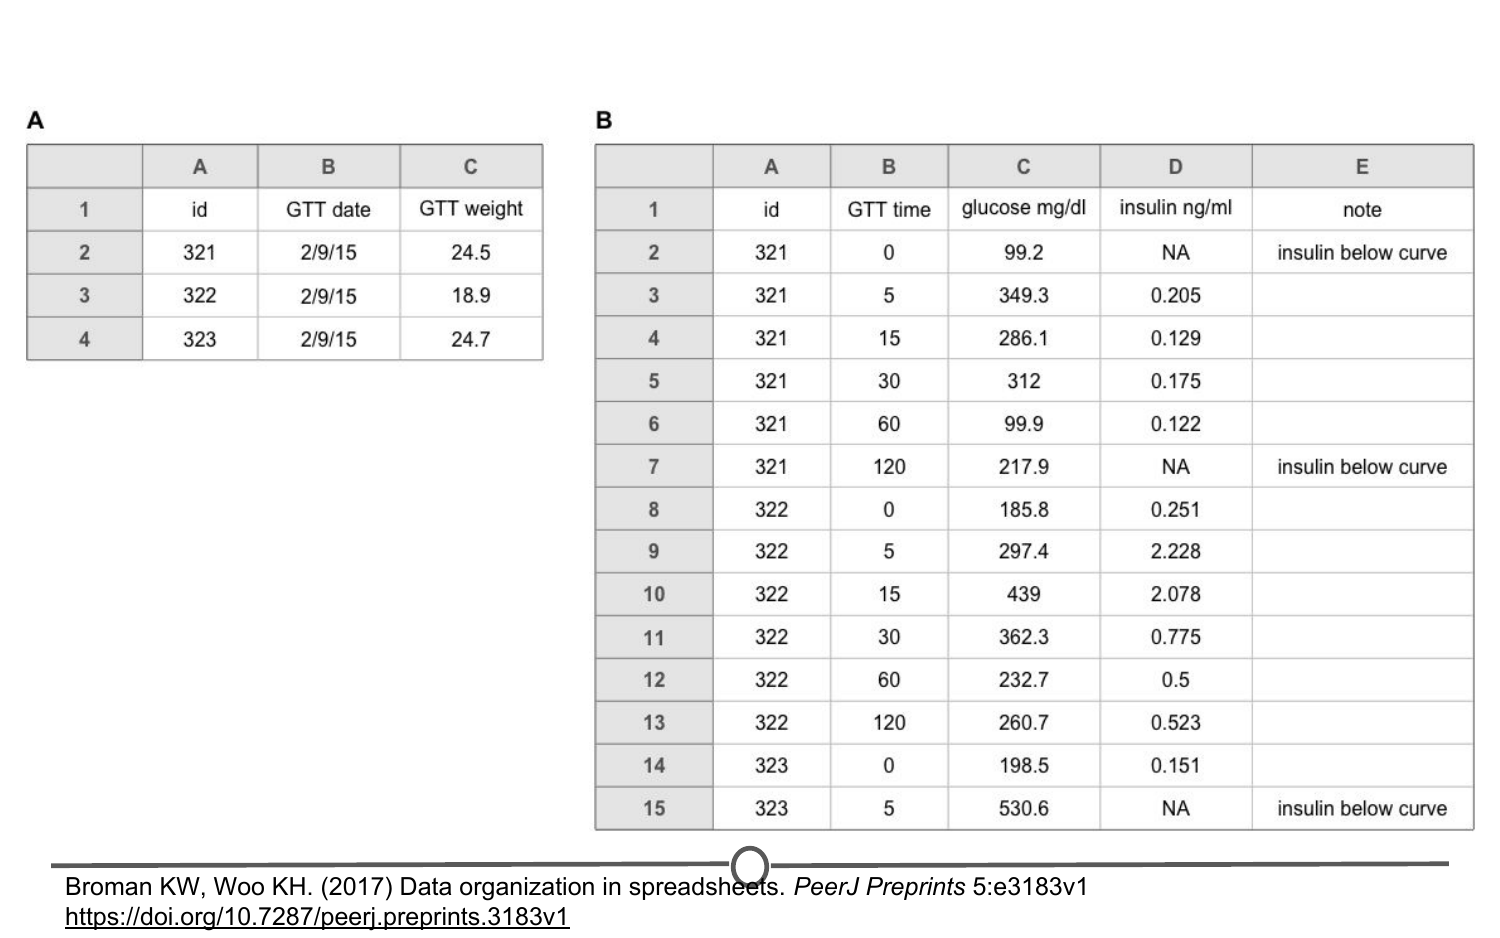 A
A B C
1 id GTT date GTT weight
2 321 2/9/15 24.5
3 322 2/9/15 18.9
4 323 2/9/15 24.7
B
A B C D E
1 id GTT time glucose mg/dl insulin ng/ml note
2 321 0 99.2 NA insulin below curve
3 321 5 349.3 0.205
4 321 15 286.1 0.129
5 321 30 312 0.175
6 321 60 99.9 0.122
7 321 120 217.9 NA insulin below curve
8 322 0 185.8 0.251
9 322 5 297.4 2.228
10 322 15 439 2.078
11 322 30 362.3 0.775
12 322 60 232.7 0.5
13 322 120 260.7 0.523
14 323 0 198.5 0.151
15 323 5 530.6 NA insulin below curve
Broman KW, Woo KH. (2017) Data organization in spreadsheets. PeerJ Preprints 5:e3183v1
https://doi.org/10.7287/peerj.preprints.3183v1